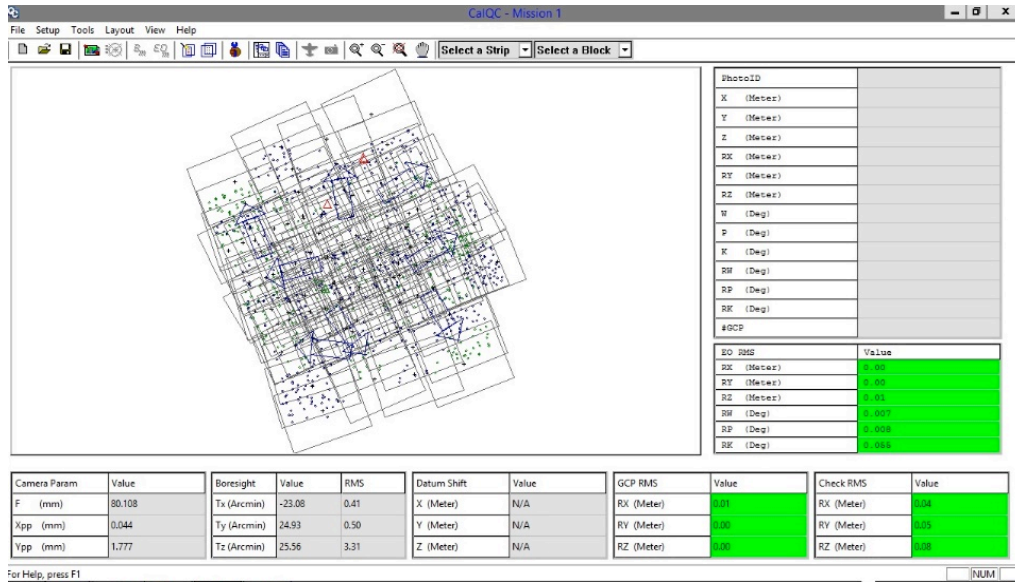 CalQC - Mission 1
File Setup Tools Layout View Help
Select a Strip Select a Block
PhotoID
X (Meter)
Y (Meter)
Z (Meter)
RX (Meter)
RY (Meter)
RZ (Meter)
W (Deg)
P (Deg)
K (Deg)
RW (Deg)
RP (Deg)
RK (Deg)
#GCP
EO RMS Value
RX (Meter) 0.00
RY (Meter) 0.00
RZ (Meter) 0.01
RW (Deg) 0.007
RP (Deg)
RK (Deg)
Camera Param Value
F (mm) 80.108
Xpp (mm) 0.044
Ypp (mm) 1.777
Boresight Value RMS
Tx (Arcmin) -23.08 0.41
Ty (Arcmin) 24.93 0.50
Tz (Arcmin) 25.56 3.31
Datum Shift Value
X (Meter) N/A
Y (Meter) N/A
Z (Meter) N/A
GCP RMS Value
RX (Meter) 0.01
RY (Meter) 0.00
RZ (Meter) 0.00
Check RMS Value
RX (Meter) 0.04
RY (Meter) 0.05
RZ (Meter) 0.08
For Help, press F1
NUM